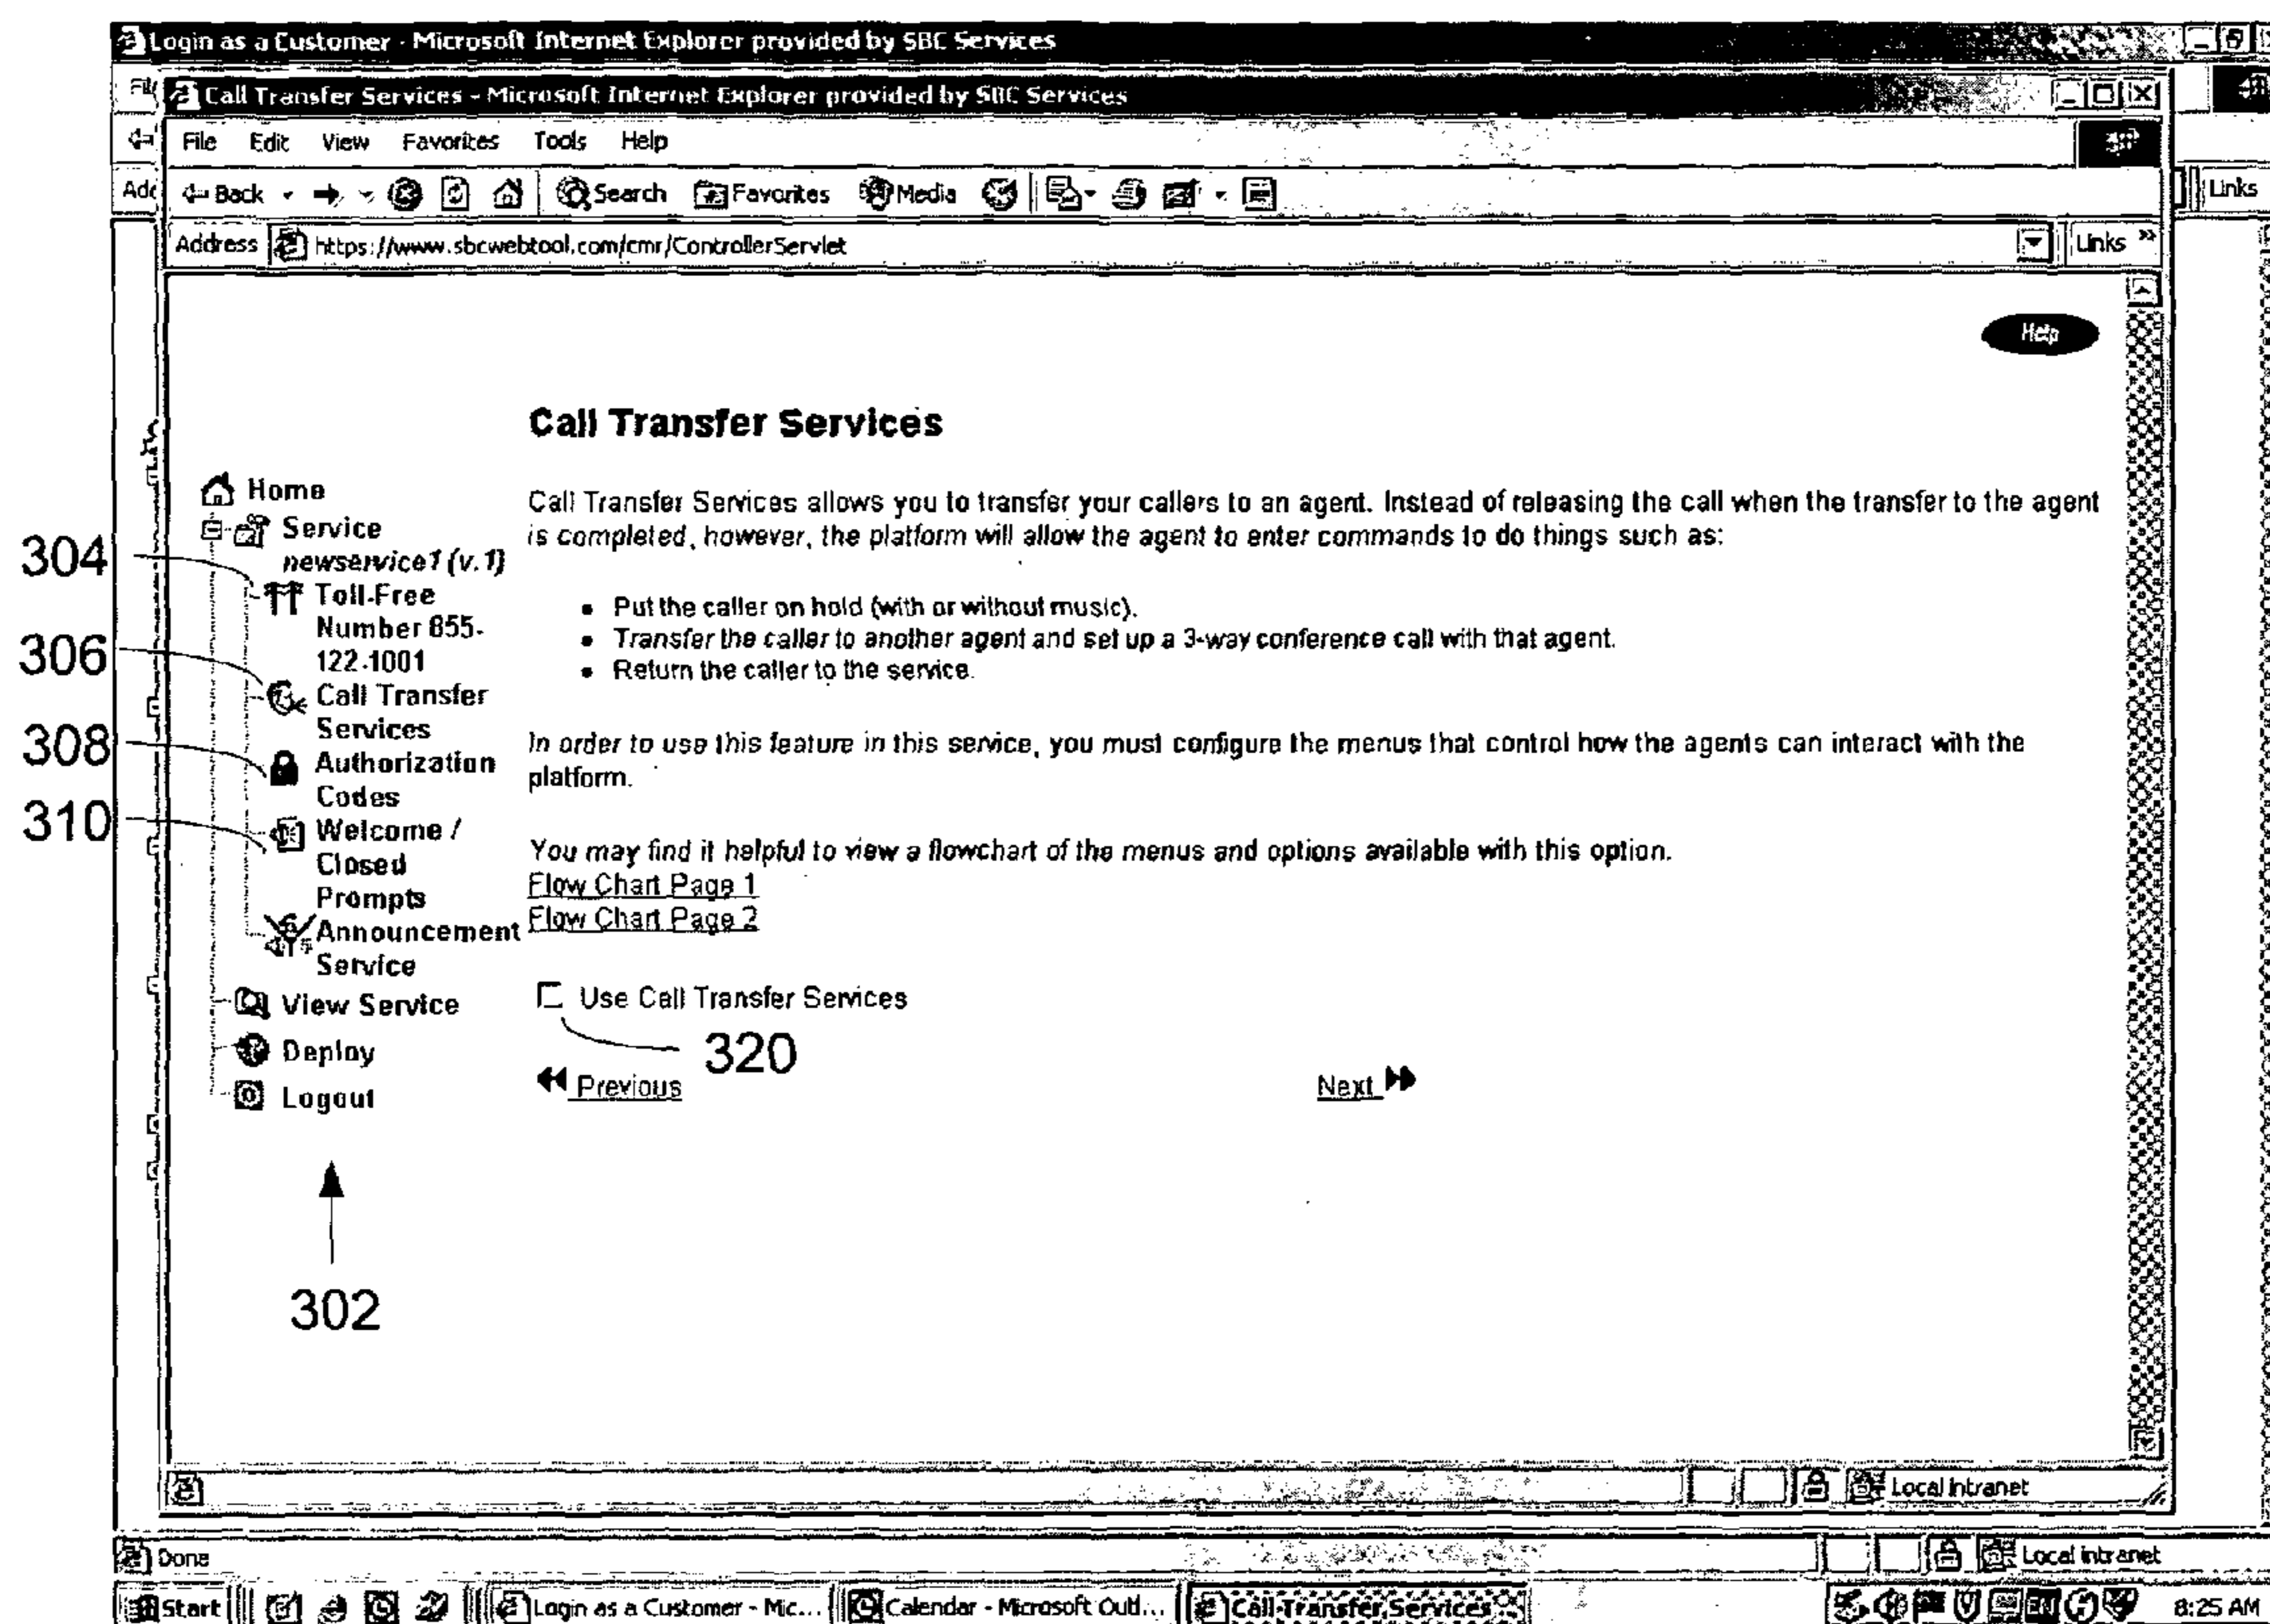 Login as a Customer - Microsoft Internet Explorer provided by SBC Services
Call Transfer Services - Microsoft Internet Explorer provided by SBC Services
File Edit View Favorites Tools Help
Back Search Favorites Media
Links
Address https://www.sbcwebtool.com/cmr/ControllerServlet Links »
Help
Call Transfer Services
Home
Service
newservice1 (v.1)
304
Toll-Free
Number 855-
122-1001
306
Call Transfer
Services
308
Authorization
Codes
310
Welcome /
Closed
Prompts
Announcement
Service
View Service
Deploy
Logout
302
Call Transfer Services allows you to transfer your callers to an agent. Instead of releasing the call when the transfer to the agent
is completed, however, the platform will allow the agent to enter commands to do things such as:
• Put the caller on hold (with or without music).
• Transfer the caller to another agent and set up a 3-way conference call with that agent.
• Return the caller to the service.
In order to use this feature in this service, you must configure the menus that control how the agents can interact with the
platform.
You may find it helpful to view a flowchart of the menus and options available with this option.
Flow Chart Page 1
Flow Chart Page 2
Use Call Transfer Services
320
Previous
Next
Local intranet
Done
Local intranet
Start Login as a Customer - Mic... Calendar - Microsoft Outl... Call Transfer Services 8:25 AM